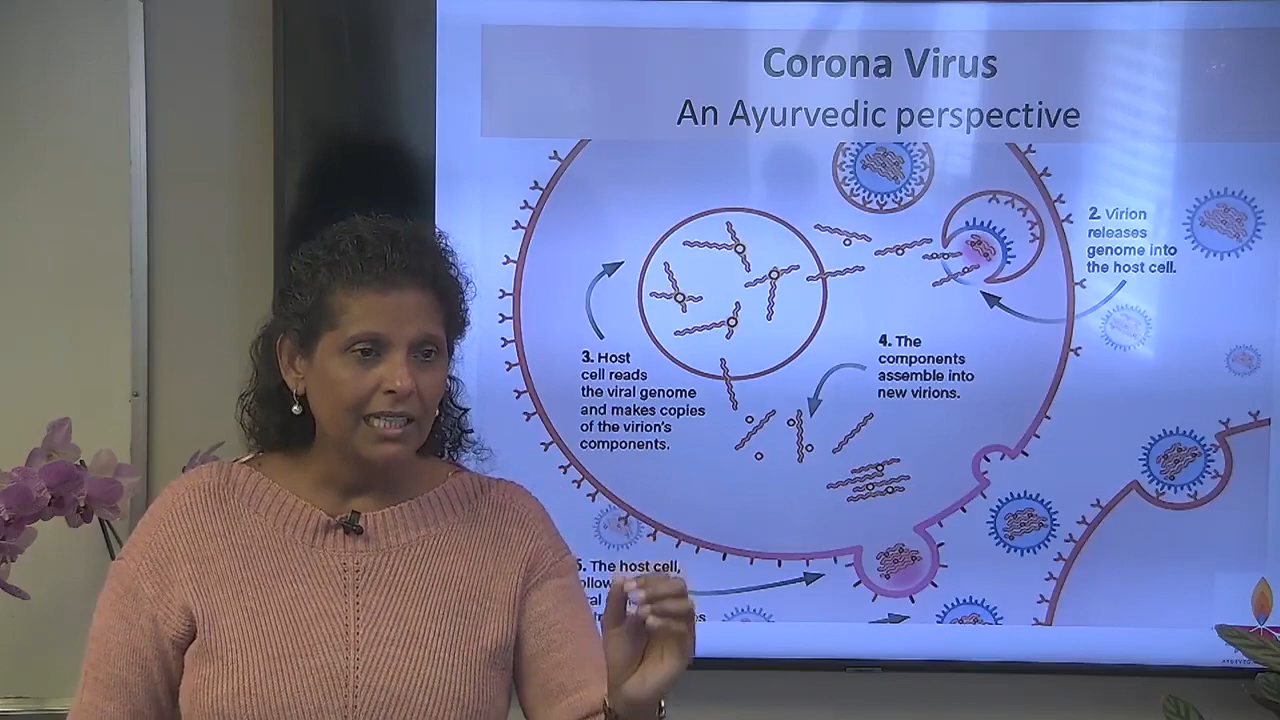 Corona Virus
An Ayurvedic perspective
2. Virion
releases
genome into
the host cell.
3. Host
cell reads
the viral genome
and makes copies
of the virion's
components.
4. The
components
assemble into
new virions.
The host cell,